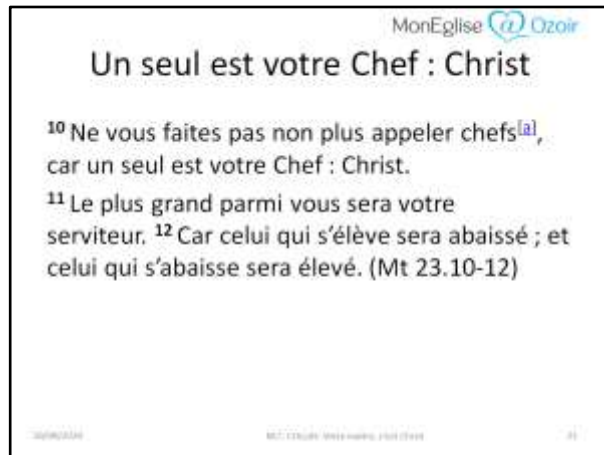 MonEglise @ Ozoir
Un seul est votre Chef : Christ
10 Ne vous faites pas non plus appeler chefs[a],
car un seul est votre Chef : Christ.
11 Le plus grand parmi vous sera votre
serviteur. 12 Car celui qui s'élève sera abaissé ; et
celui qui s'abaisse sera élevé. (Mt 23.10-12)